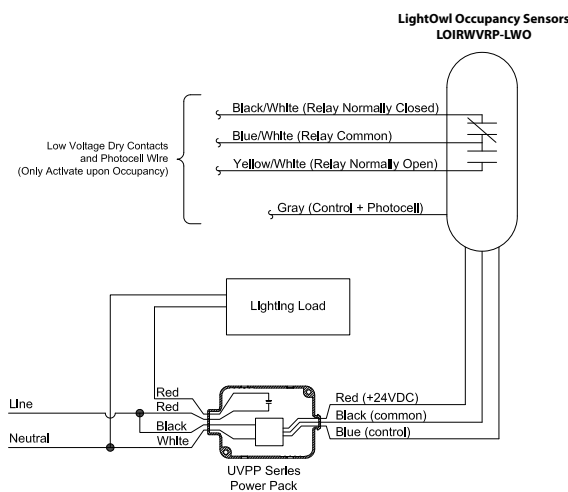 LightOwl Occupancy Sensors
LOIRWVRP-LWO
Black/White (Relay Normally Closed)
Blue/White (Relay Common)
Yellow/White (Relay Normally Open)
Low Voltage Dry Contacts
and Photocell Wire
(Only Activate upon Occupancy)
Gray (Control + Photocell)
Lighting Load
Red
Red
Black
White
Line
Neutral
Red (+24VDC)
Black (common)
Blue (control)
UVPP Series
Power Pack